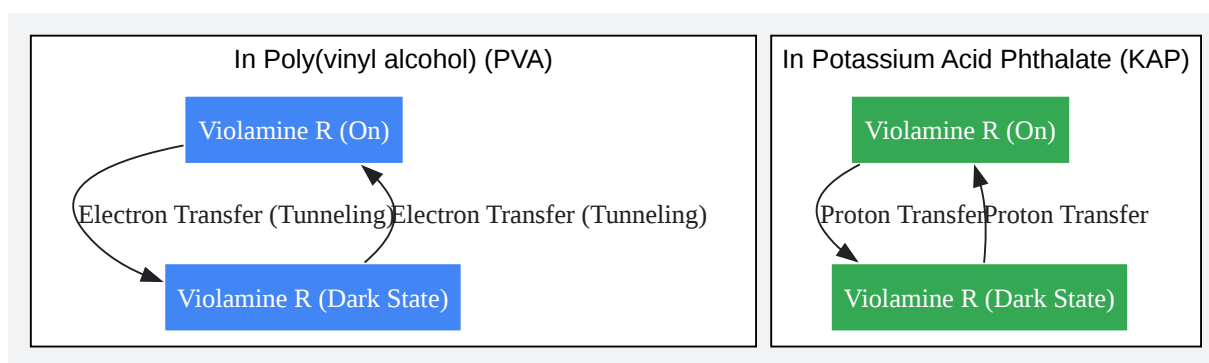 In Poly(vinyl alcohol) (PVA)
Violamine R (On)
Electron Transfer (Tunneling)
Electron Transfer (Tunneling)
Violamine R (Dark State)
In Potassium Acid Phthalate (KAP)
Violamine R (On)
Proton Transfer
Proton Transfer
Violamine R (Dark State)